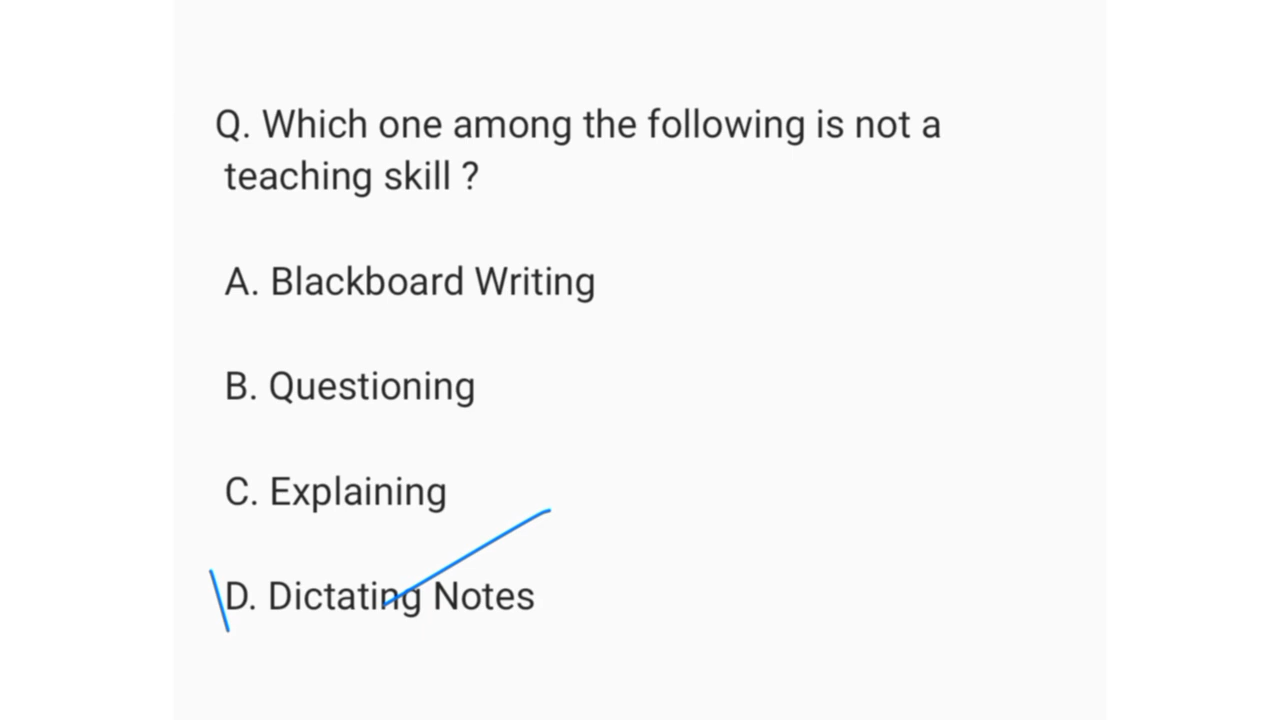 Q. Which one among the following is not a
teaching skill ?
A. Blackboard Writing
B. Questioning
C. Explaining
D. Dictating Notes